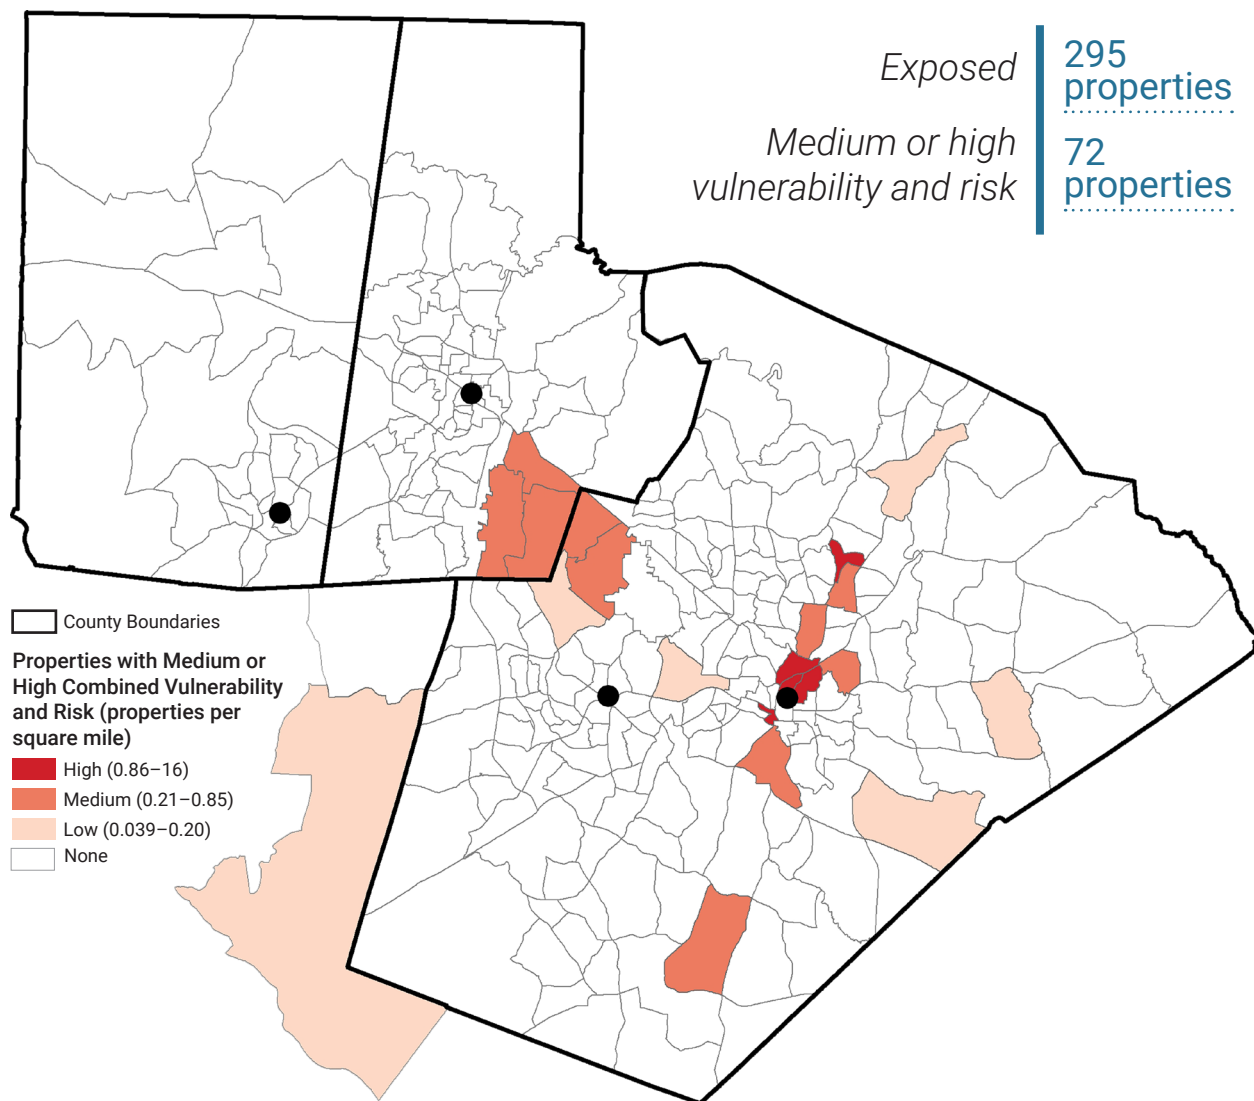 Exposed
295
properties
Medium or high
vulnerability and risk
72
properties
County Boundaries
Properties with Medium or
High Combined Vulnerability
and Risk (properties per
square mile)
High (0.86–16)
Medium (0.21–0.85)
Low (0.039–0.20)
None